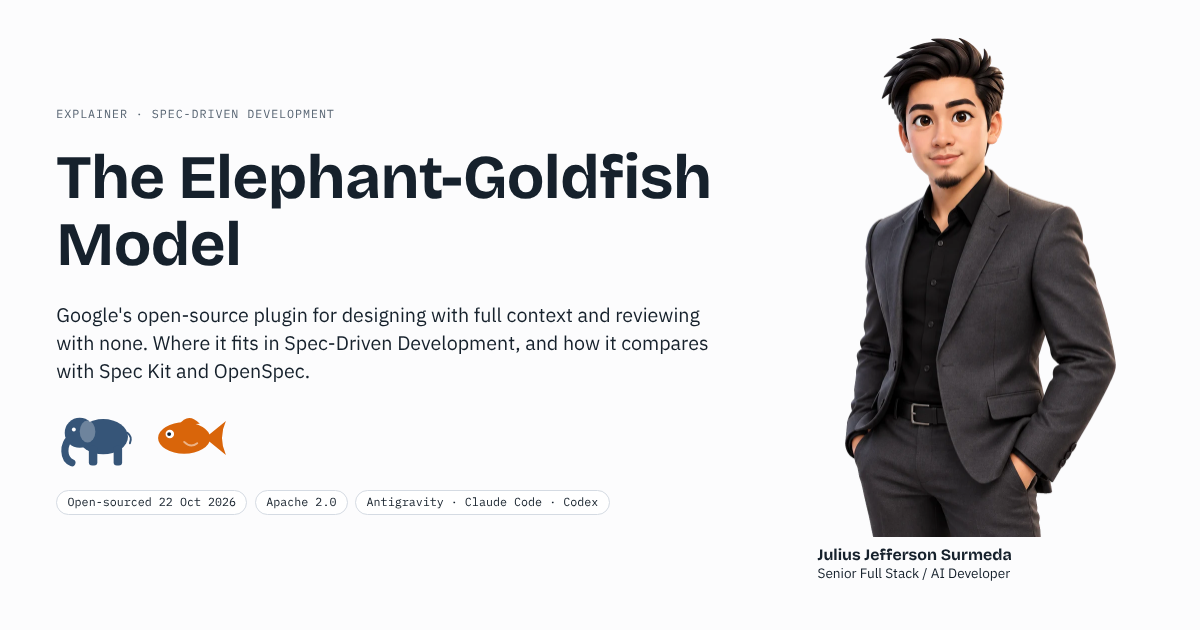 EXPLAINER · SPEC-DRIVEN DEVELOPMENT
The Elephant-Goldfish
Model
Google's open-source plugin for designing with full context and reviewing
with none. Where it fits in Spec-Driven Development, and how it compares
with Spec Kit and OpenSpec.
Open-sourced 22 Oct 2026
Apache 2.0
Antigravity · Claude Code · Codex
Julius Jefferson Surmeda
Senior Full Stack / AI Developer